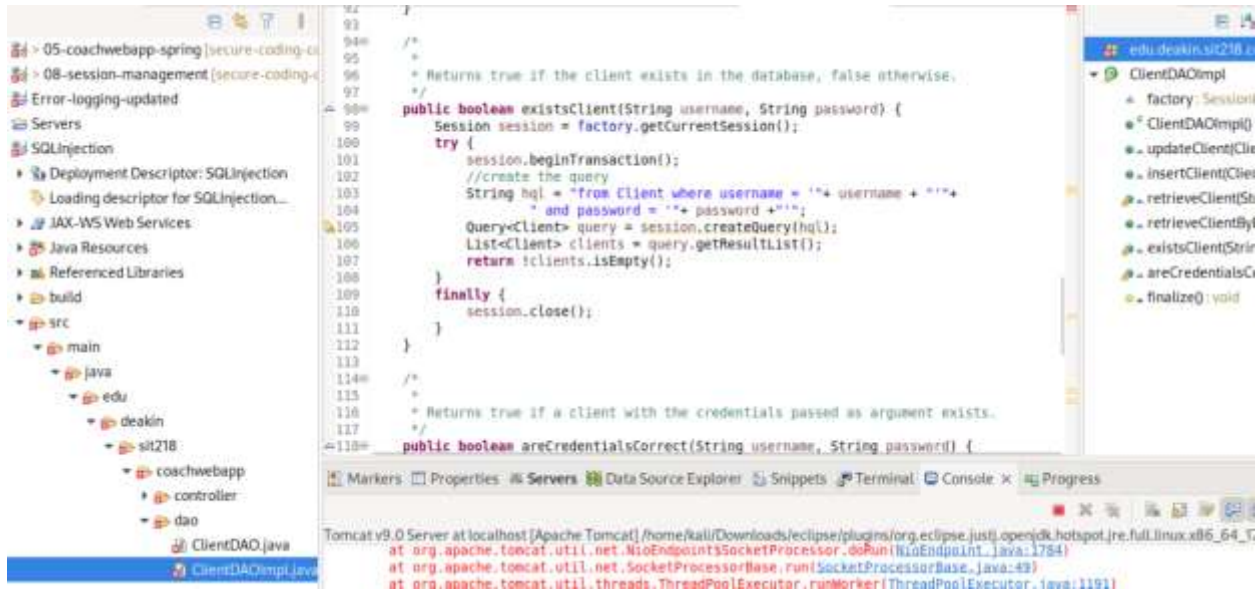 > 05-coachwebapp-spring [secure-coding-
> 08-session-management [secure-coding-
Error-logging-updated
Servers
SQLInjection
Deployment Descriptor: SQLInjection
Loading descriptor for SQLInjection...
JAX-WS Web Services
Java Resources
Referenced Libraries
build
src
main
java
edu
deakin
sit218
coachwebapp
controller
dao
ClientDAO.java
ClientDAOImpl.java
92 }
93
94 /*
95 *
96 * Returns true if the client exists in the database, false otherwise.
97 */
98 public boolean existsClient(String username, String password) {
99 Session session = factory.getCurrentSession();
100 try {
101 session.beginTransaction();
102 //create the query
103 String hql = "from Client where username = '"+ username + "'"+
104 " and password = '"+ password +"'";
105 Query<Client> query = session.createQuery(hql);
106 List<Client> clients = query.getResultList();
107 return !clients.isEmpty();
108 }
109 finally {
110 session.close();
111 }
112 }
113
114 /*
115 *
116 * Returns true if a client with the credentials passed as argument exists.
117 */
118 public boolean areCredentialsCorrect(String username, String password) {
edu.deakin.sit218.c
ClientDAOImpl
factory : Session
ClientDAOImpl()
updateClient(Clie
insertClient(Clien
retrieveClient(St
retrieveClientBy
existsClient(Strin
areCredentialsC
finalize() : void
Markers Properties Servers Data Source Explorer Snippets Terminal Console × Progress
Tomcat v9.0 Server at localhost [Apache Tomcat] /home/kali/Downloads/eclipse/plugins/org.eclipse.justj.openjdk.hotspot.jre.full.linux.x86_64_
at org.apache.tomcat.util.net.NioEndpoint$SocketProcessor.doRun(NioEndpoint.java:1784)
at org.apache.tomcat.util.net.SocketProcessorBase.run(SocketProcessorBase.java:49)
at org.apache.tomcat.util.threads.ThreadPoolExecutor.runWorker(ThreadPoolExecutor.java:1191)